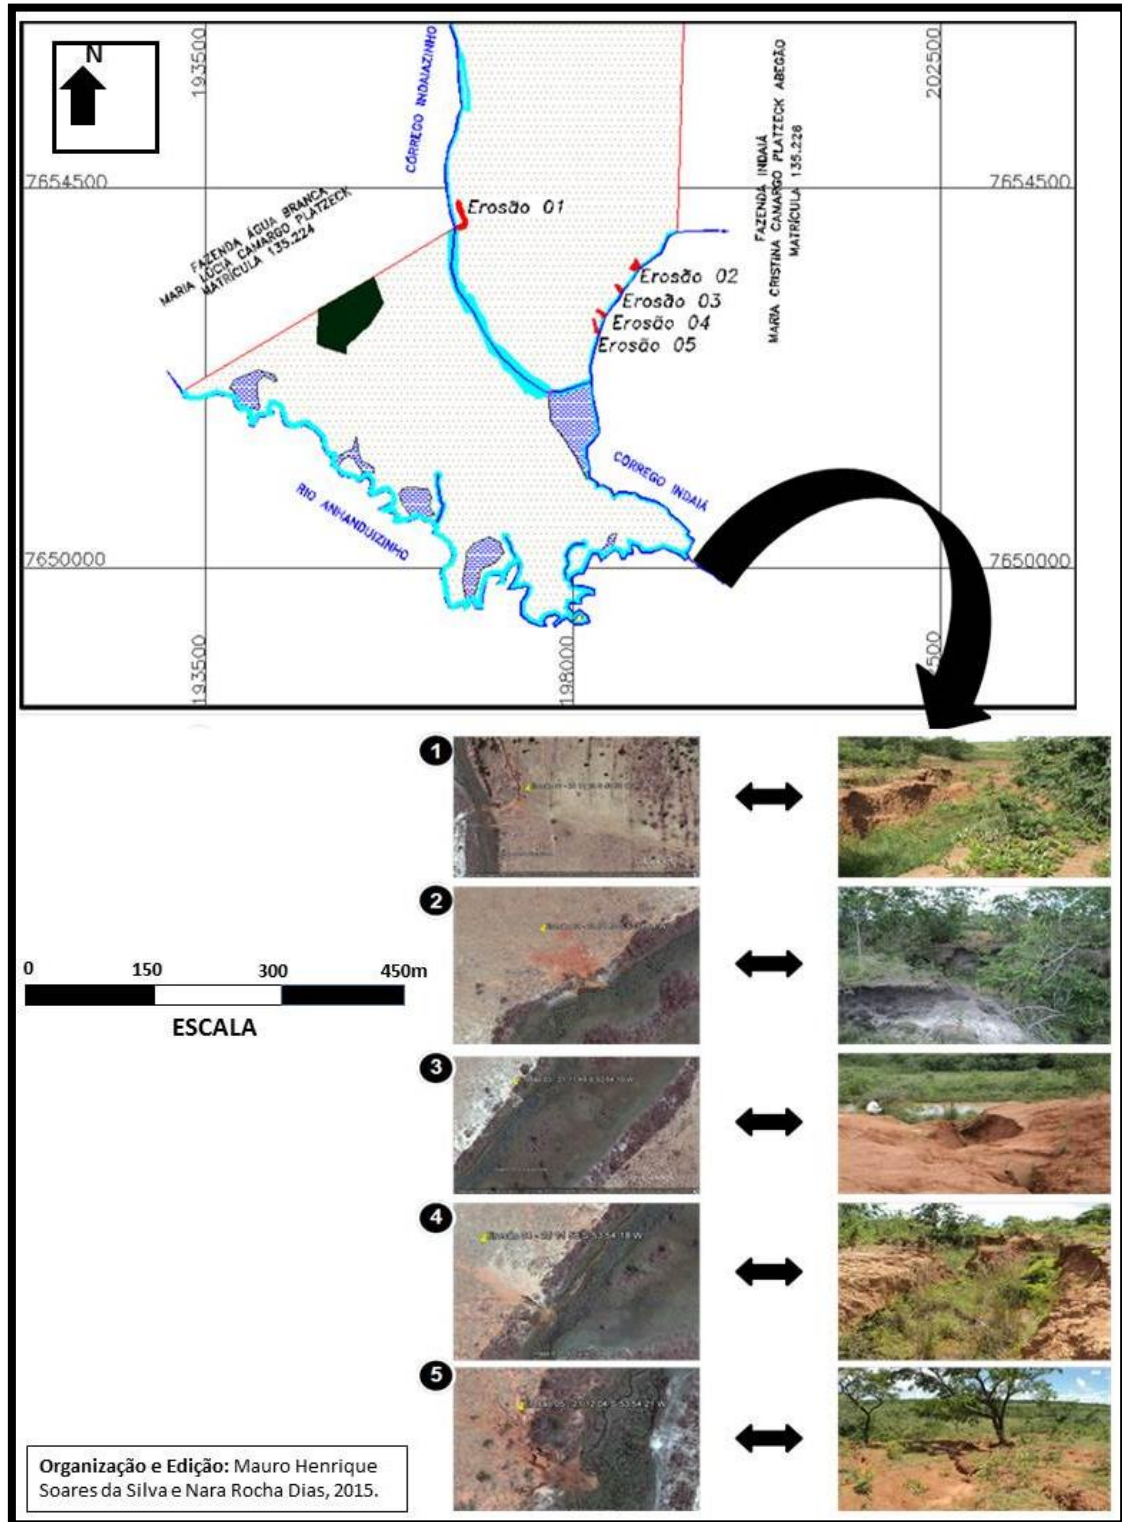 N
193500
202500
CÓRREGO INDAIAZINHO
7654500
7654500
FAZENDA ÁGUA BRANCA
MARIA LÚCIA CAMARGO PLATZECK
MATRÍCULA 135.224
FAZENDA INDAIÁ
MARIA CRISTINA CAMARGO PLATZECK ABEGÃO
MATRÍCULA 135.226
Erosão 01
Erosão 02
Erosão 03
Erosão 04
Erosão 05
CÓRREGO INDAIÁ
RIO ANHANDUIZINHO
7650000
7650000
193500
198000
500
1
2
3
4
5
0 150 300 450m
ESCALA
Organização e Edição: Mauro Henrique
Soares da Silva e Nara Rocha Dias, 2015.